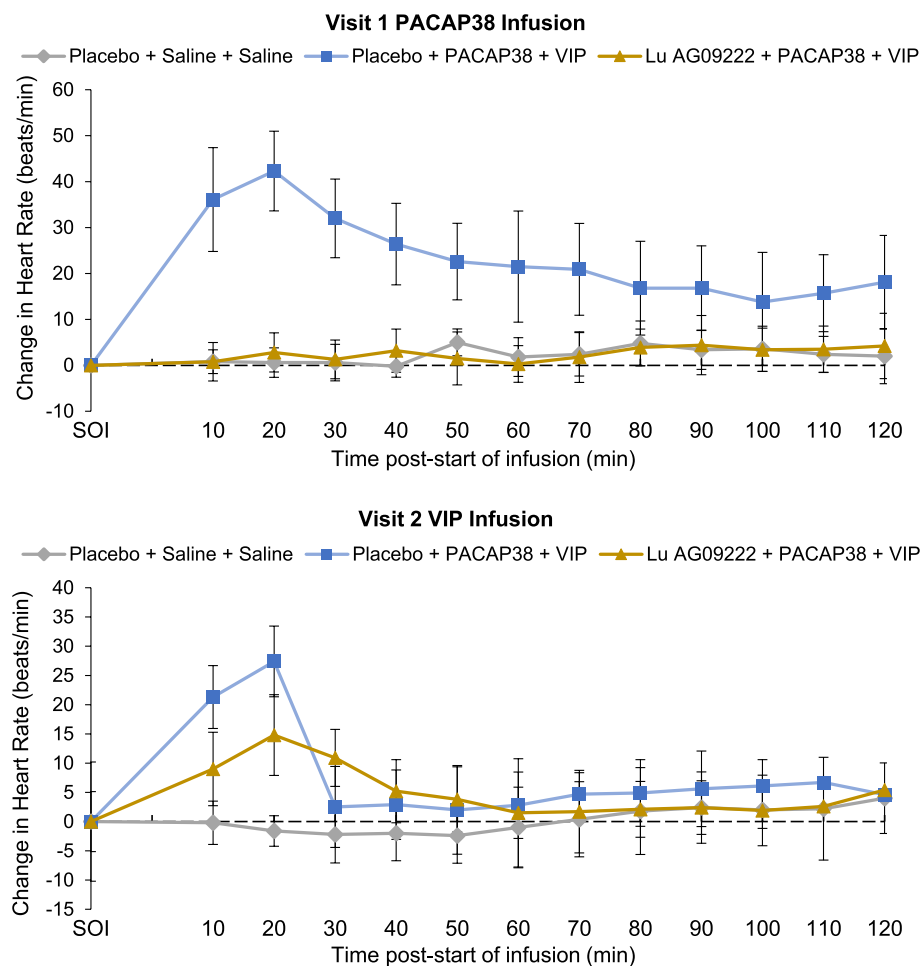 Visit 1 PACAP38 Infusion
Placebo + Saline + Saline Placebo + PACAP38 + VIP Lu AG09222 + PACAP38 + VIP
Change in Heart Rate (beats/min)
60
50
40
30
20
10
0
-10
SOI 10 20 30 40 50 60 70 80 90 100 110 120
Time post-start of infusion (min)
Visit 2 VIP Infusion
Placebo + Saline + Saline Placebo + PACAP38 + VIP Lu AG09222 + PACAP38 + VIP
Change in Heart Rate (beats/min)
40
35
30
25
20
15
10
5
0
-5
-10
-15
SOI 10 20 30 40 50 60 70 80 90 100 110 120
Time post-start of infusion (min)